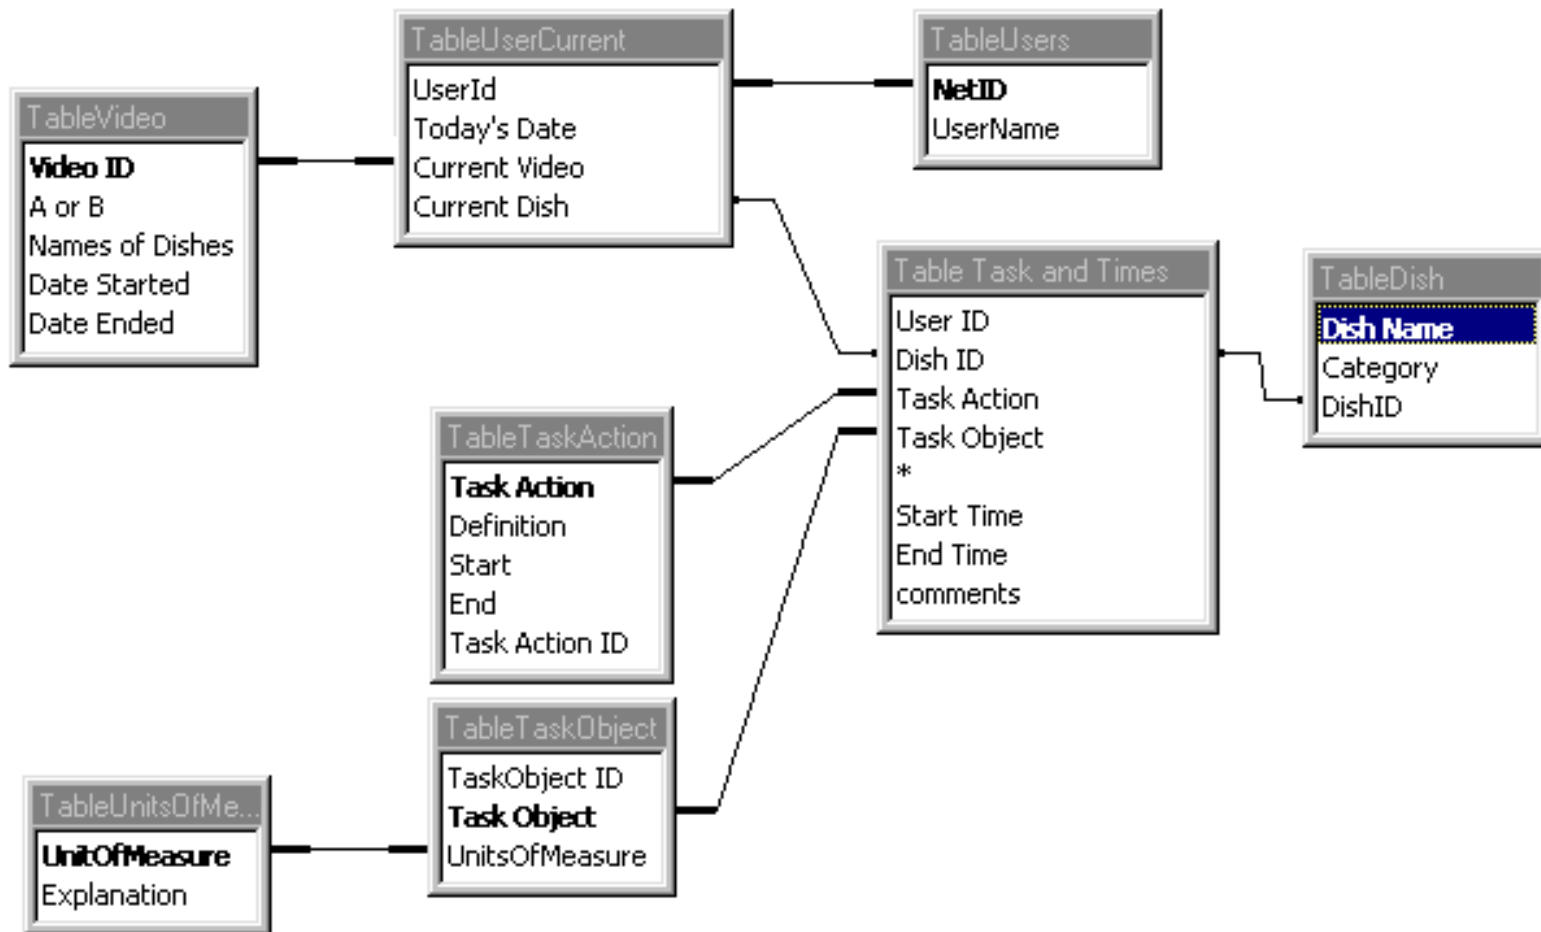 TableUserCurrent
UserId
Today's Date
Current Video
Current Dish
TableUsers
NetID
UserName
TableVideo
Video ID
A or B
Names of Dishes
Date Started
Date Ended
Table Task and Times
User ID
Dish ID
Task Action
Task Object
*
Start Time
End Time
comments
TableDish
Dish Name
Category
DishID
TableTaskAction
Task Action
Definition
Start
End
Task Action ID
TableTaskObject
TaskObject ID
Task Object
UnitsOfMeasure
TableUnitsOfMe...
UnitOfMeasure
Explanation